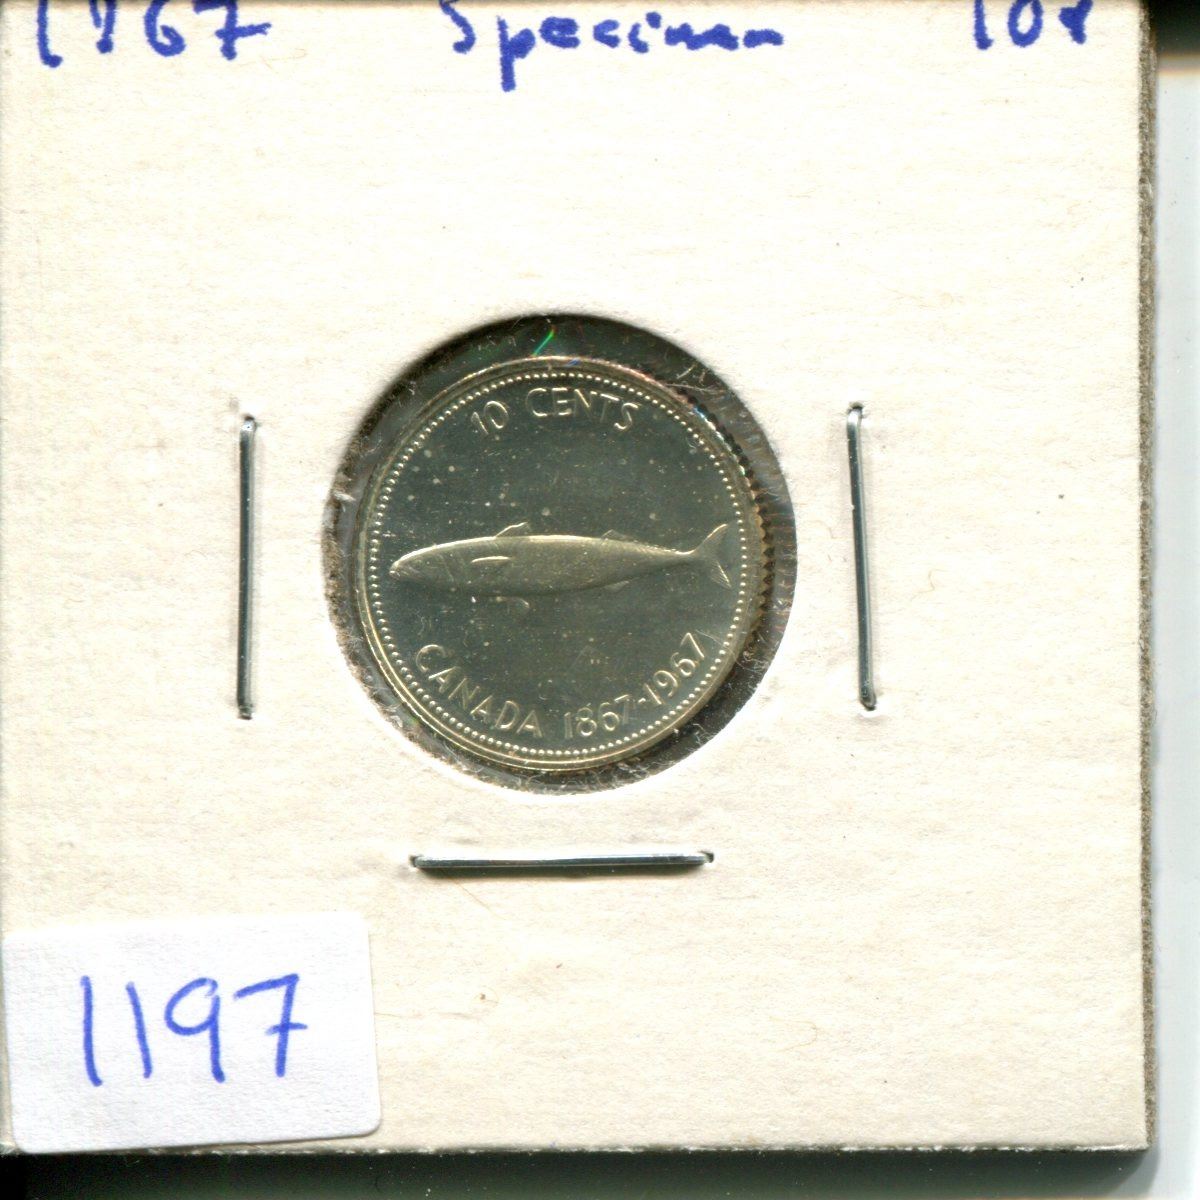 1967 Specimen 10¢
10 CENTS
CANADA 1867-1967
1197